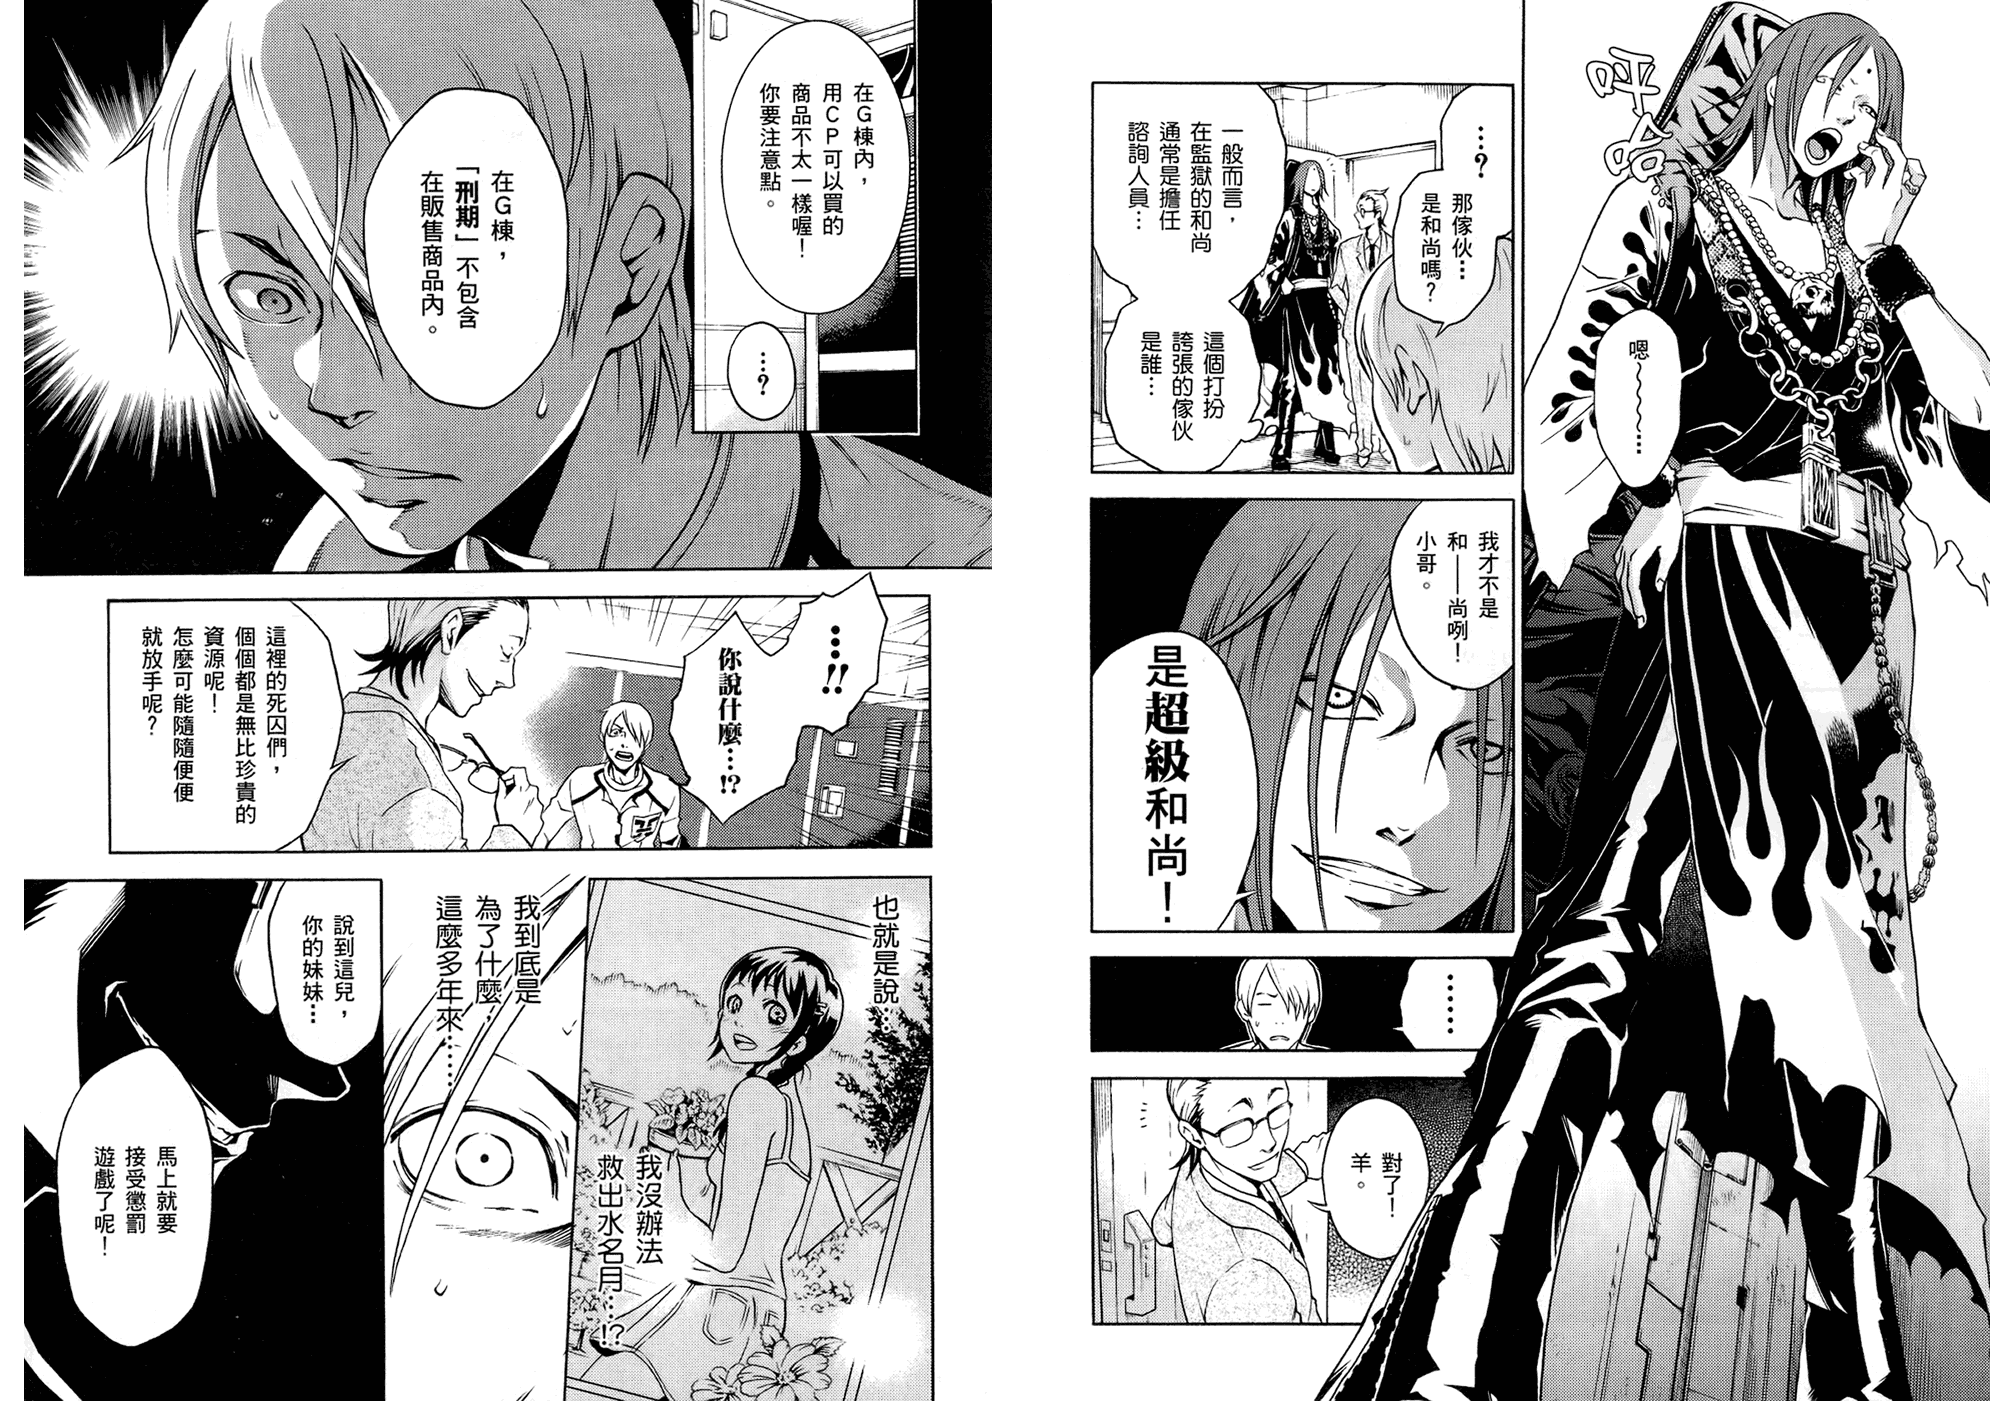 呼哈。
嗯～～～～…
…？
那傢伙…
是和尚嗎？
一般而言，
在監獄的和尚
通常是擔任
諮詢人員…
這個打扮
誇張的傢伙
是誰…
我才不是
和——尚咧！
小哥。
是超級和尚！
……
對了！
羊。
在Ｇ棟內，
用ＣＰ可以買的
商品不太一樣喔！
你要注意點。
…？
在Ｇ棟，
「刑期」不包含
在販售商品內。
…!!
你說什麼…!?
這裡的死囚們，
個個都是無比珍貴的
資源呢！
怎麼可能隨隨便便
就放手呢？
也就是說…
我沒辦法
救出水名月…!?
我到底是
為了什麼，
這麼多年來……
說到這兒，
你的妹妹…
馬上就要
接受懲罰
遊戲了呢！